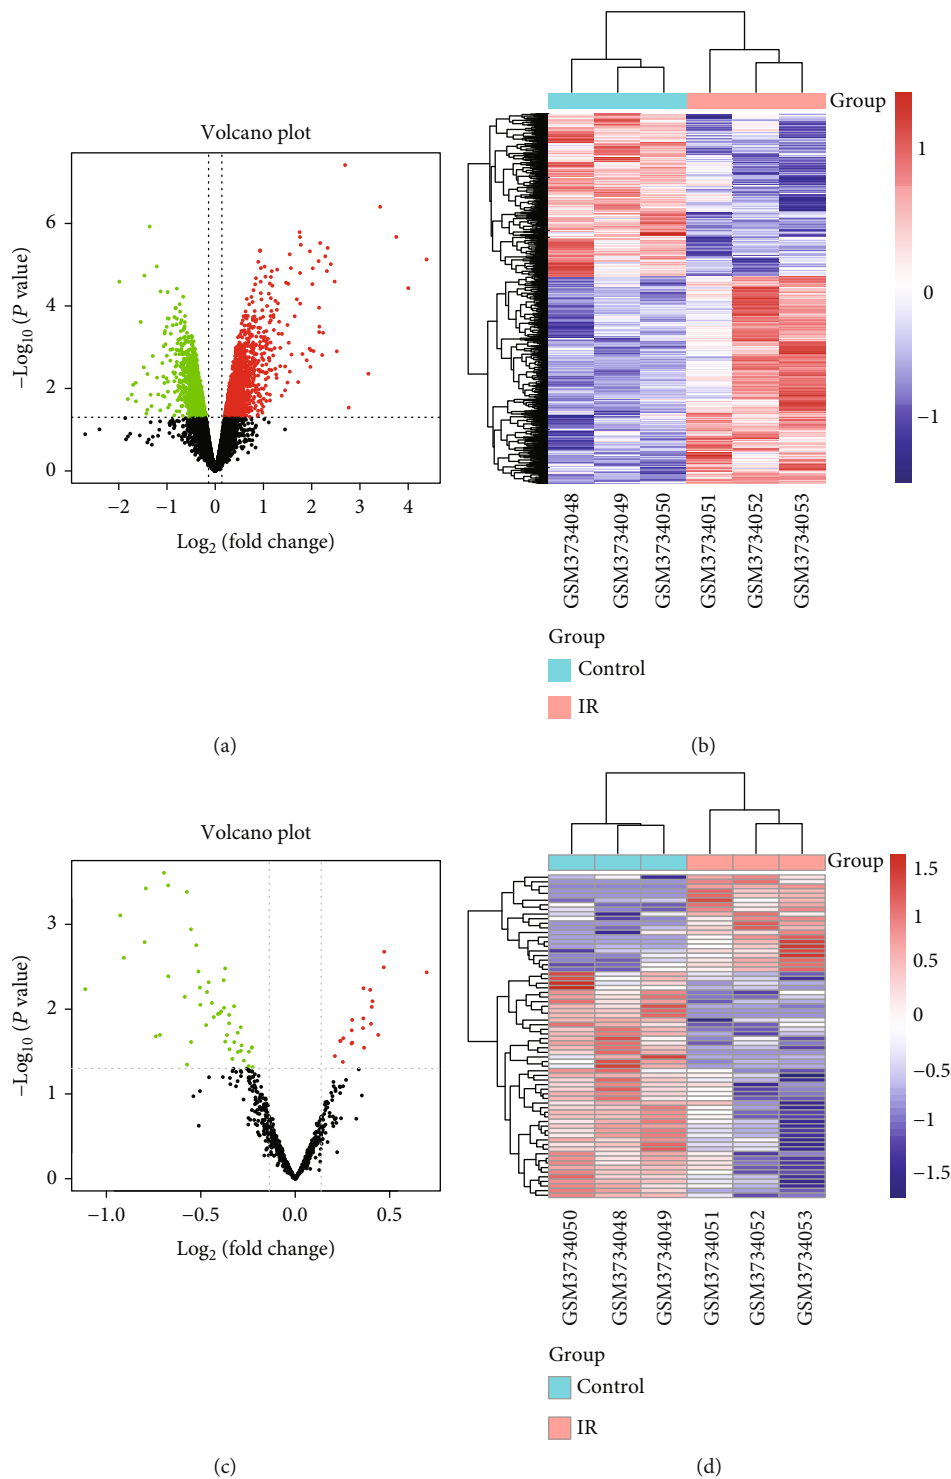 Volcano plot
−Log10 (P value)
6
4
2
0
−2 −1 0 1 2 3 4
Log2 (fold change)
(a)
Group
1
0
−1
GSM3734048
GSM3734049
GSM3734050
GSM3734051
GSM3734052
GSM3734053
Group
Control
IR
(b)
Volcano plot
−Log10 (P value)
3
2
1
0
−1.0 −0.5 0.0 0.5
Log2 (fold change)
(c)
Group
1.5
1
0.5
0
−0.5
−1
−1.5
GSM3734050
GSM3734048
GSM3734049
GSM3734051
GSM3734052
GSM3734053
Group
Control
IR
(d)